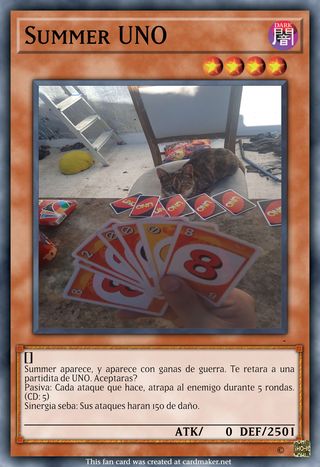 SUMMER UNO
DARK
闇
[]
Summer aparece, y aparece con ganas de guerra. Te retara a una
partidita de UNO. Aceptaras?
Pasiva: Cada ataque que hace, atrapa al enemigo durante 5 rondas.
(CD: 5)
Sinergia seba: Sus ataques haran 150 de daño.
ATK/ 0 DEF/2501
This fan card was created at cardmaker.net